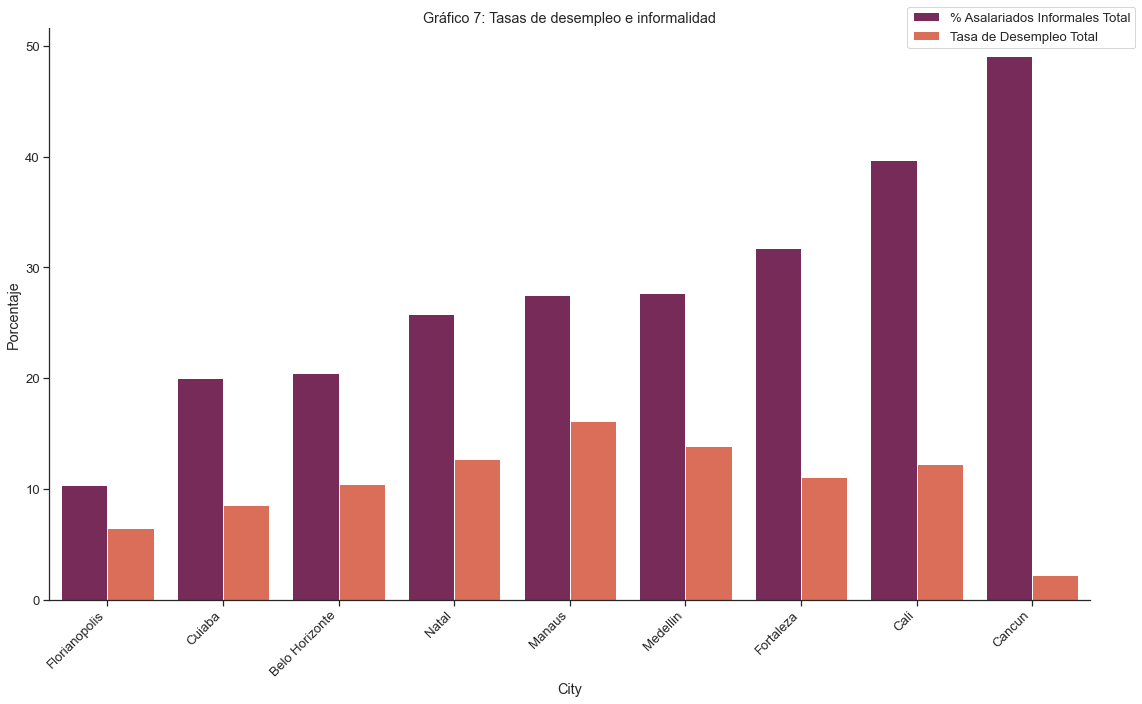 Gráfico 7: Tasas de desempleo e informalidad
% Asalariados Informales Total
Tasa de Desempleo Total
Porcentaje
50
40
30
20
10
0
Florianopolis
Cuiaba
Belo Horizonte
Natal
Manaus
Medellin
Fortaleza
Cali
Cancun
City